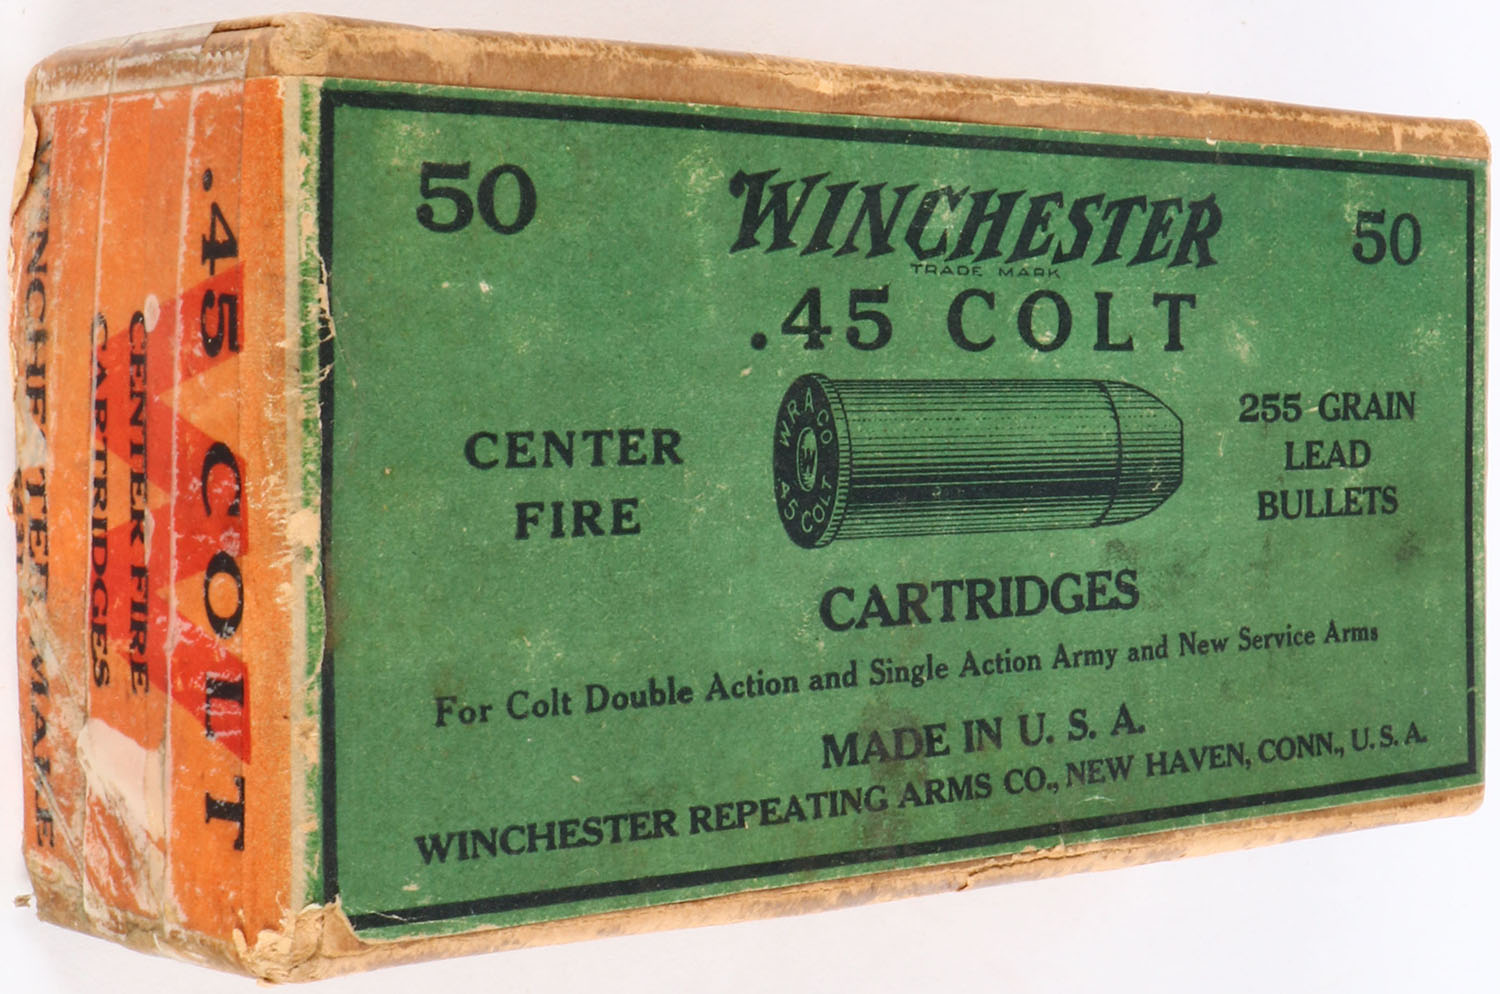 50 WINCHESTER 50
TRADE MARK
.45 COLT
CENTER
FIRE
W.R.A.CO.
W
.45 COLT
255 GRAIN
LEAD
BULLETS
CARTRIDGES
For Colt Double Action and Single Action Army and New Service Arms
MADE IN U. S. A.
WINCHESTER REPEATING ARMS CO., NEW HAVEN, CONN., U. S. A.
.45 COLT
CENTER FIRE
CARTRIDGES
MAKE